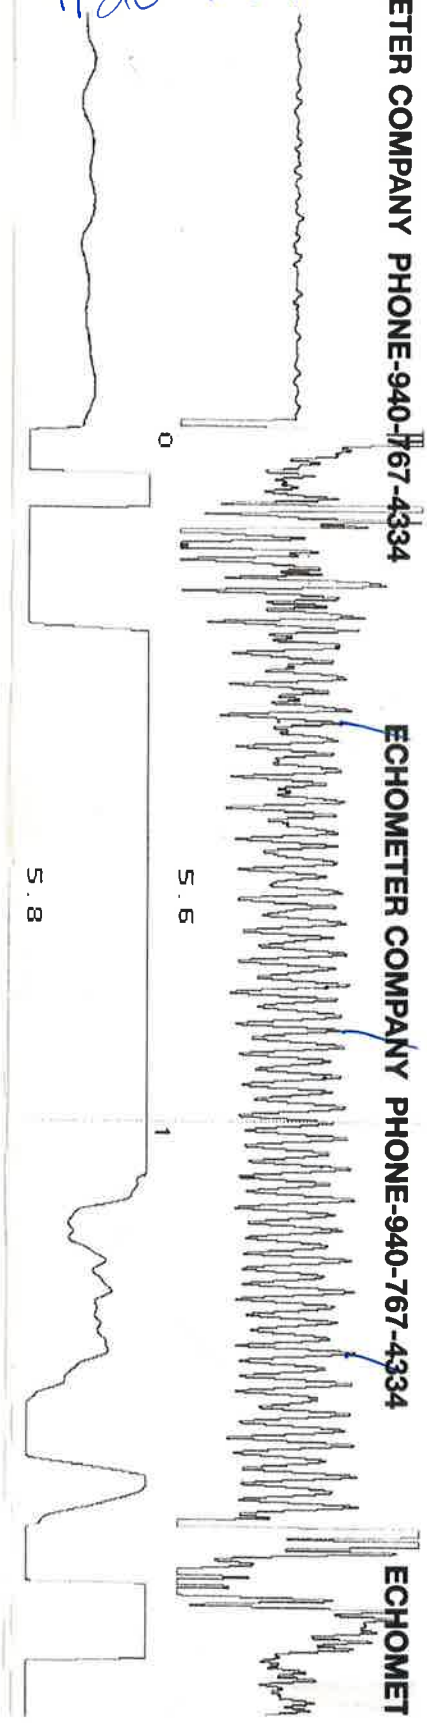 ETER COMPANY PHONE-940-767-4334
ECHOMETER COMPANY PHONE-940-767-4334
ECHOMET
0
5.6
1
5.8